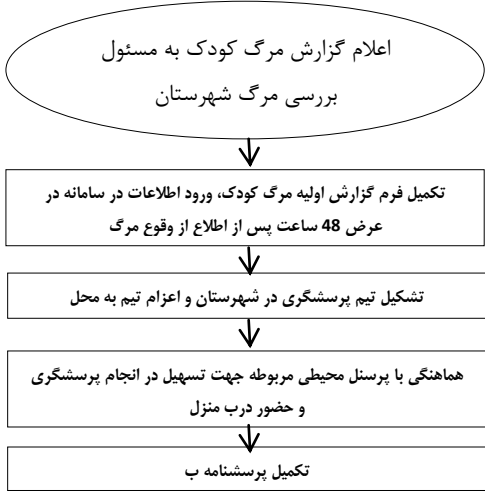 اعلام گزارش مرگ کودک به مسئول
بررسی مرگ شهرستان
تکمیل فرم گزارش اولیه مرگ کودک، ورود اطلاعات در سامانه در
عرض 48 ساعت پس از اطلاع از وقوع مرگ
تشکیل تیم پرسشگری در شهرستان و اعزام تیم به محل
هماهنگی با پرسنل محیطی مربوطه جهت تسهیل در انجام پرسشگری
و حضور درب منزل
تکمیل پرسشنامه ب